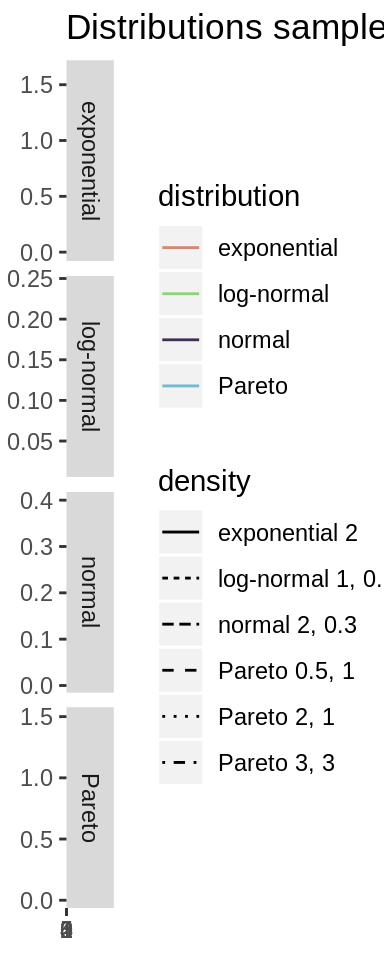 Distributions sample
1.5
1.0
0.5
0.0
exponential
0.25
0.20
0.15
0.10
0.05
log-normal
0.4
0.3
0.2
0.1
0.0
normal
1.5
1.0
0.5
0.0
Pareto
distribution
exponential
log-normal
normal
Pareto
density
exponential 2
log-normal 1, 0.
normal 2, 0.3
Pareto 0.5, 1
Pareto 2, 1
Pareto 3, 3